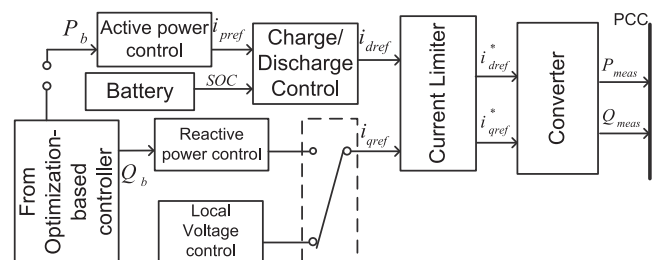 P_b
Active power
control
i_pref
Charge/
Discharge
Control
i_dref
Battery
SOC
Current Limiter
i*_dref
i*_qref
Converter
PCC
P_meas
Q_meas
From
Optimization-
based
controller
Q_b
Reactive
power control
i_qref
Local
Voltage
control